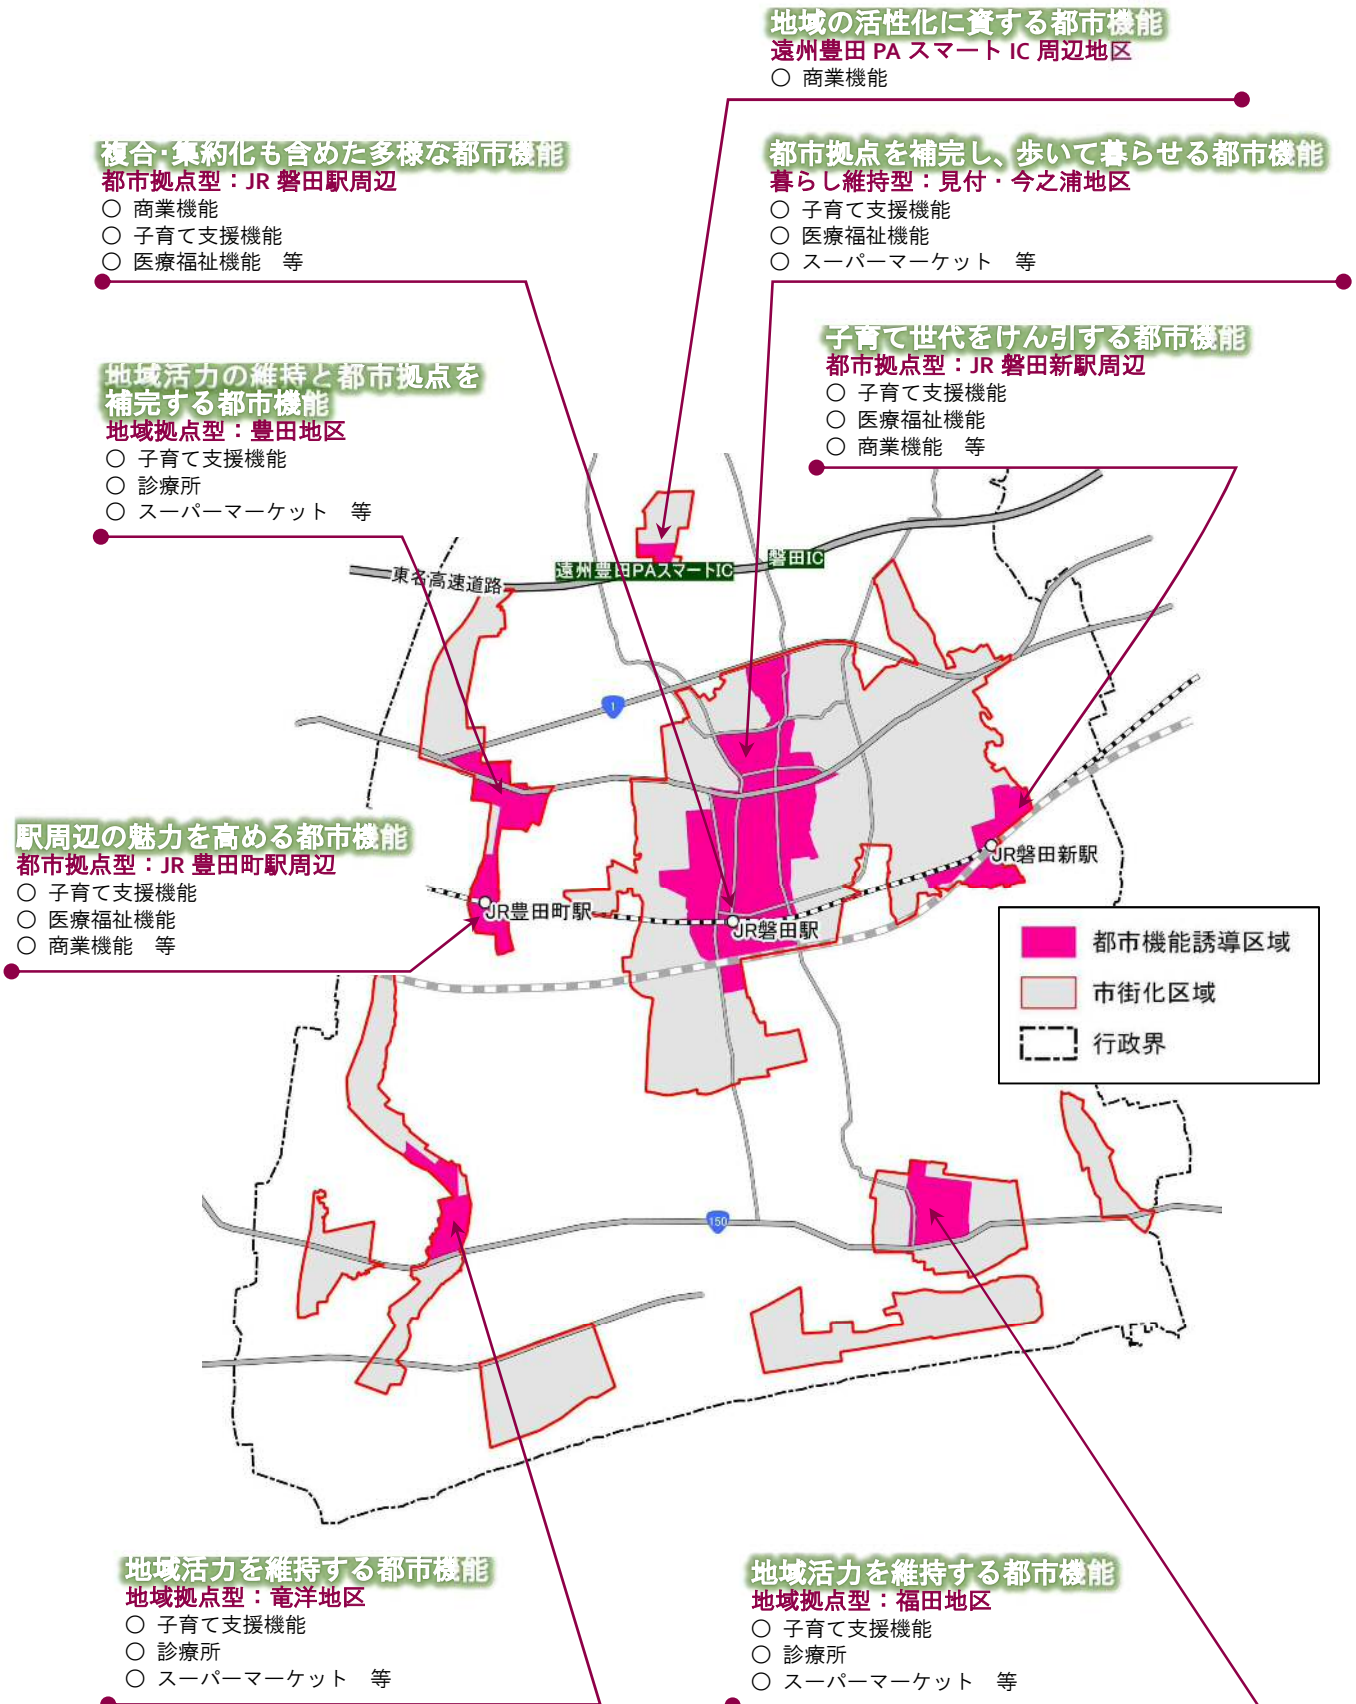 地域の活性化に資する都市機能
遠州豊田 PA スマート IC 周辺地区
○ 商業機能
複合・集約化も含めた多様な都市機能
都市拠点型：JR 磐田駅周辺
○ 商業機能
○ 子育て支援機能
○ 医療福祉機能　等
都市拠点を補完し、歩いて暮らせる都市機能
暮らし維持型：見付・今之浦地区
○ 子育て支援機能
○ 医療福祉機能
○ スーパーマーケット　等
子育て世代をけん引する都市機能
都市拠点型：JR 磐田新駅周辺
○ 子育て支援機能
○ 医療福祉機能
○ 商業機能　等
地域活力の維持と都市拠点を
補完する都市機能
地域拠点型：豊田地区
○ 子育て支援機能
○ 診療所
○ スーパーマーケット　等
東名高速道路
遠州豊田PAスマートIC
磐田IC
1
駅周辺の魅力を高める都市機能
都市拠点型：JR 豊田町駅周辺
○ 子育て支援機能
○ 医療福祉機能
○ 商業機能　等
JR豊田町駅
JR磐田駅
JR磐田新駅
都市機能誘導区域
市街化区域
行政界
150
地域活力を維持する都市機能
地域拠点型：竜洋地区
○ 子育て支援機能
○ 診療所
○ スーパーマーケット　等
地域活力を維持する都市機能
地域拠点型：福田地区
○ 子育て支援機能
○ 診療所
○ スーパーマーケット　等